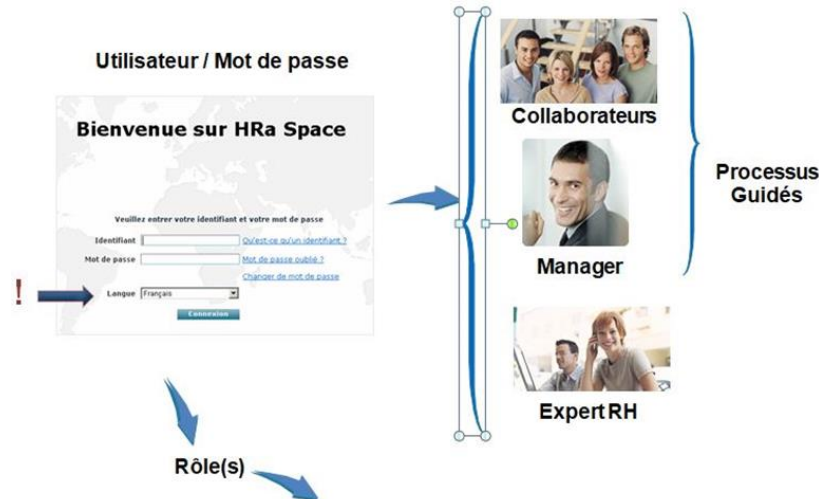 Utilisateur / Mot de passe
Bienvenue sur HRa Space
Veuillez entrer votre identifiant et votre mot de passe
Identifiant Qu'est-ce qu'un identifiant ?
Mot de passe Mot de passe oublié ?
Changer de mot de passe
! Langue Français
Connexion
Rôle(s)
Collaborateurs
Manager
Expert RH
Processus
Guidés